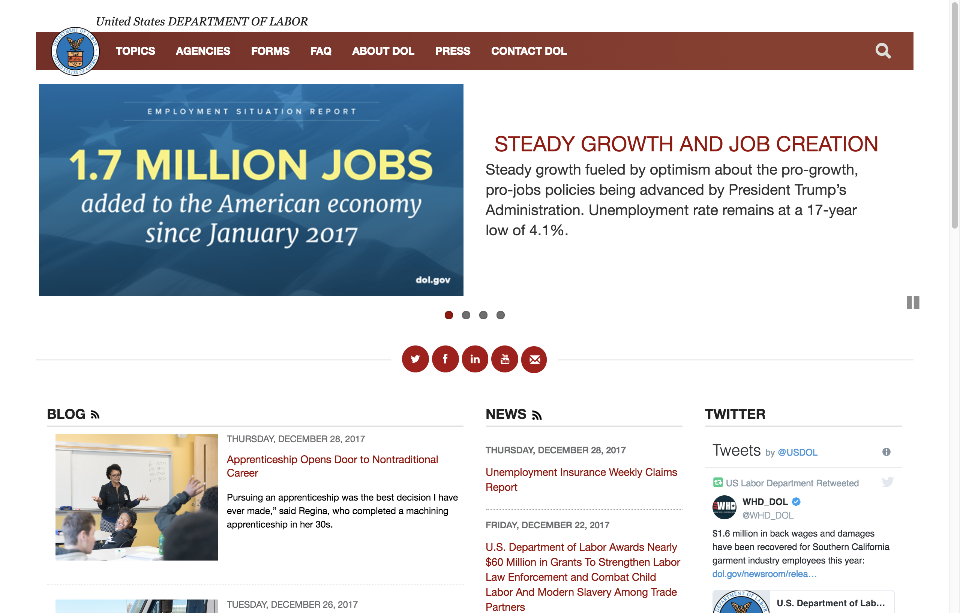 United States DEPARTMENT OF LABOR
TOPICS AGENCIES FORMS FAQ ABOUT DOL PRESS CONTACT DOL
EMPLOYMENT SITUATION REPORT
1.7 MILLION JOBS
added to the American economy
since January 2017
dol.gov
STEADY GROWTH AND JOB CREATION
Steady growth fueled by optimism about the pro-growth,
pro-jobs policies being advanced by President Trump's
Administration. Unemployment rate remains at a 17-year
low of 4.1%.
BLOG
THURSDAY, DECEMBER 28, 2017
Apprenticeship Opens Door to Nontraditional
Career
Pursuing an apprenticeship was the best decision I have
ever made," said Regina, who completed a machining
apprenticeship in her 30s.
TUESDAY, DECEMBER 26, 2017
NEWS
THURSDAY, DECEMBER 28, 2017
Unemployment Insurance Weekly Claims
Report
FRIDAY, DECEMBER 22, 2017
U.S. Department of Labor Awards Nearly
$60 Million in Grants To Strengthen Labor
Law Enforcement and Combat Child
Labor And Modern Slavery Among Trade
Partners
TWITTER
Tweets by @USDOL
US Labor Department Retweeted
WHD
WHD_DOL
@WHD_DOL
$1.6 million in back wages and damages
have been recovered for Southern California
garment industry employees this year:
dol.gov/newsroom/relea…
U.S. Department of Lab...